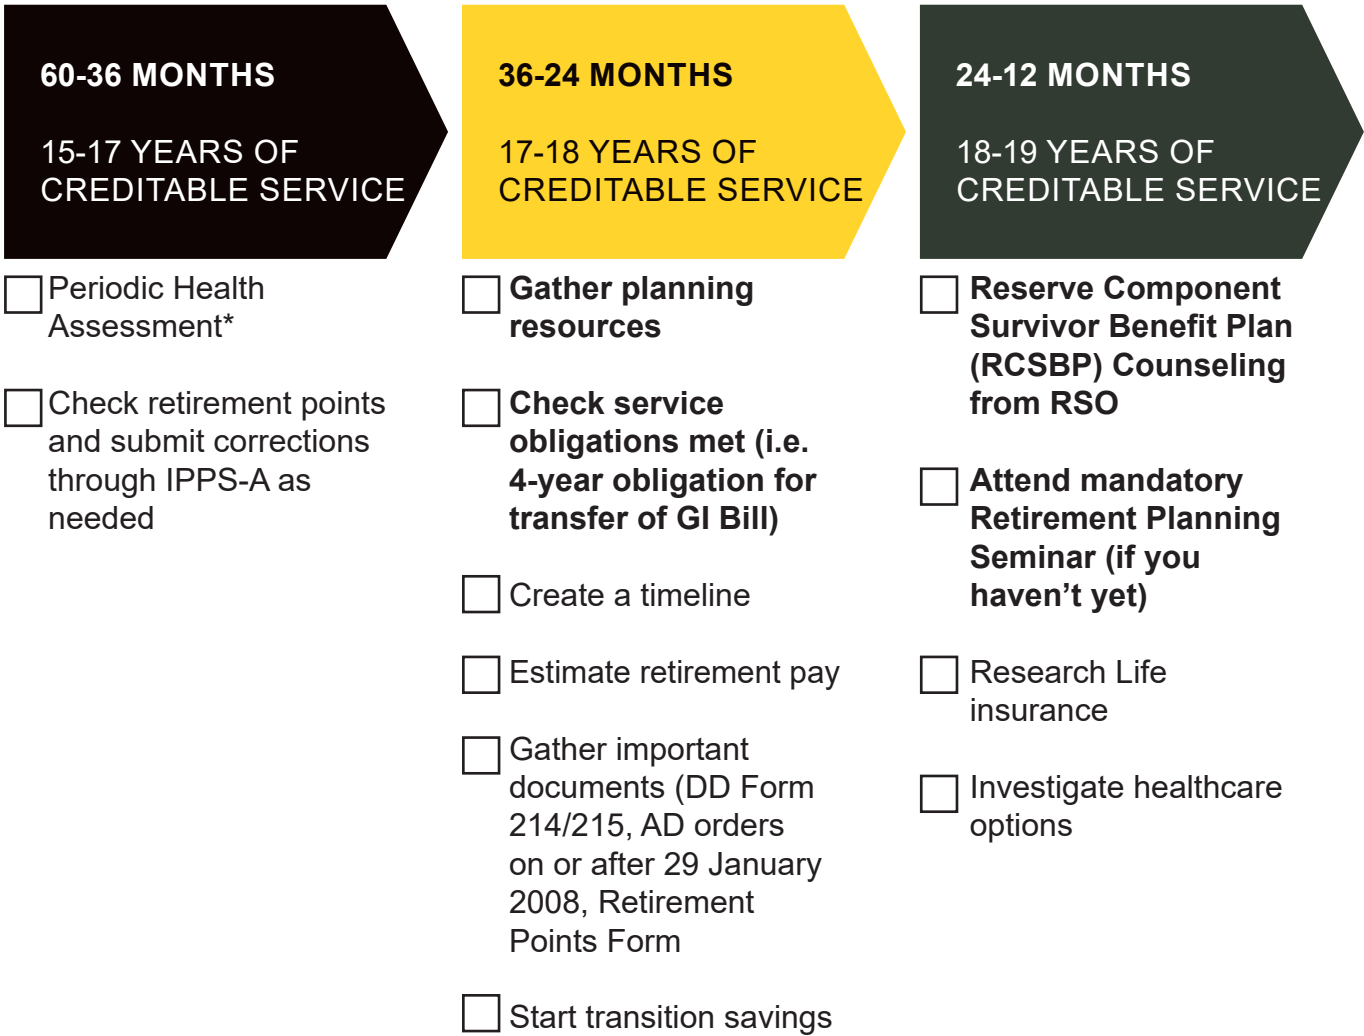 60-36 MONTHS
15-17 YEARS OF
CREDITABLE SERVICE
Periodic Health
Assessment*
Check retirement points
and submit corrections
through IPPS-A as
needed
36-24 MONTHS
17-18 YEARS OF
CREDITABLE SERVICE
Gather planning
resources
Check service
obligations met (i.e.
4-year obligation for
transfer of GI Bill)
Create a timeline
Estimate retirement pay
Gather important
documents (DD Form
214/215, AD orders
on or after 29 January
2008, Retirement
Points Form
Start transition savings
24-12 MONTHS
18-19 YEARS OF
CREDITABLE SERVICE
Reserve Component
Survivor Benefit Plan
(RCSBP) Counseling
from RSO
Attend mandatory
Retirement Planning
Seminar (if you
haven’t yet)
Research Life
insurance
Investigate healthcare
options